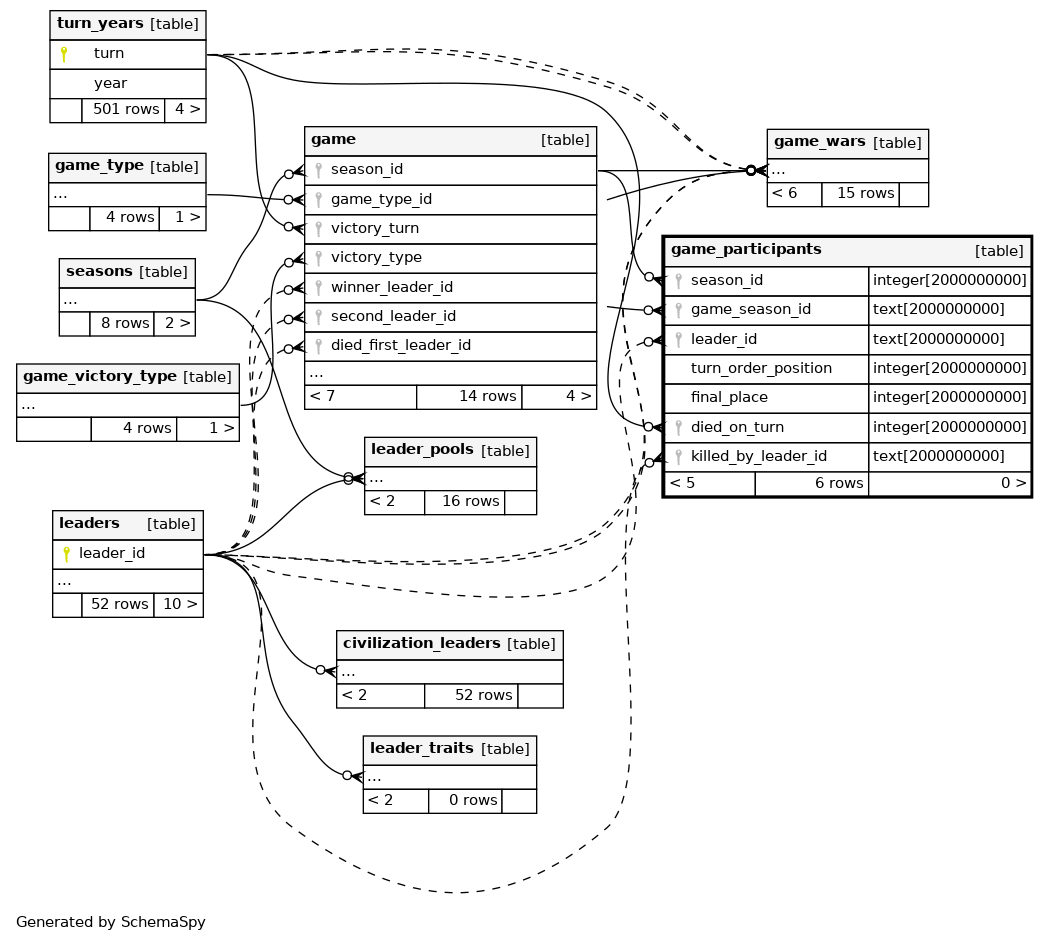 turn_years [table]
turn
year
501 rows 4 >
game_type [table]
...
4 rows 1 >
seasons [table]
...
8 rows 2 >
game_victory_type [table]
...
4 rows 1 >
leaders [table]
leader_id
...
52 rows 10 >
game [table]
season_id
game_type_id
victory_turn
victory_type
winner_leader_id
second_leader_id
died_first_leader_id
...
< 7 14 rows 4 >
leader_pools [table]
...
< 2 16 rows
civilization_leaders [table]
...
< 2 52 rows
leader_traits [table]
...
< 2 0 rows
game_wars [table]
...
< 6 15 rows
game_participants [table]
season_id integer[2000000000]
game_season_id text[2000000000]
leader_id text[2000000000]
turn_order_position integer[2000000000]
final_place integer[2000000000]
died_on_turn integer[2000000000]
killed_by_leader_id text[2000000000]
< 5 6 rows 0 >
Generated by SchemaSpy